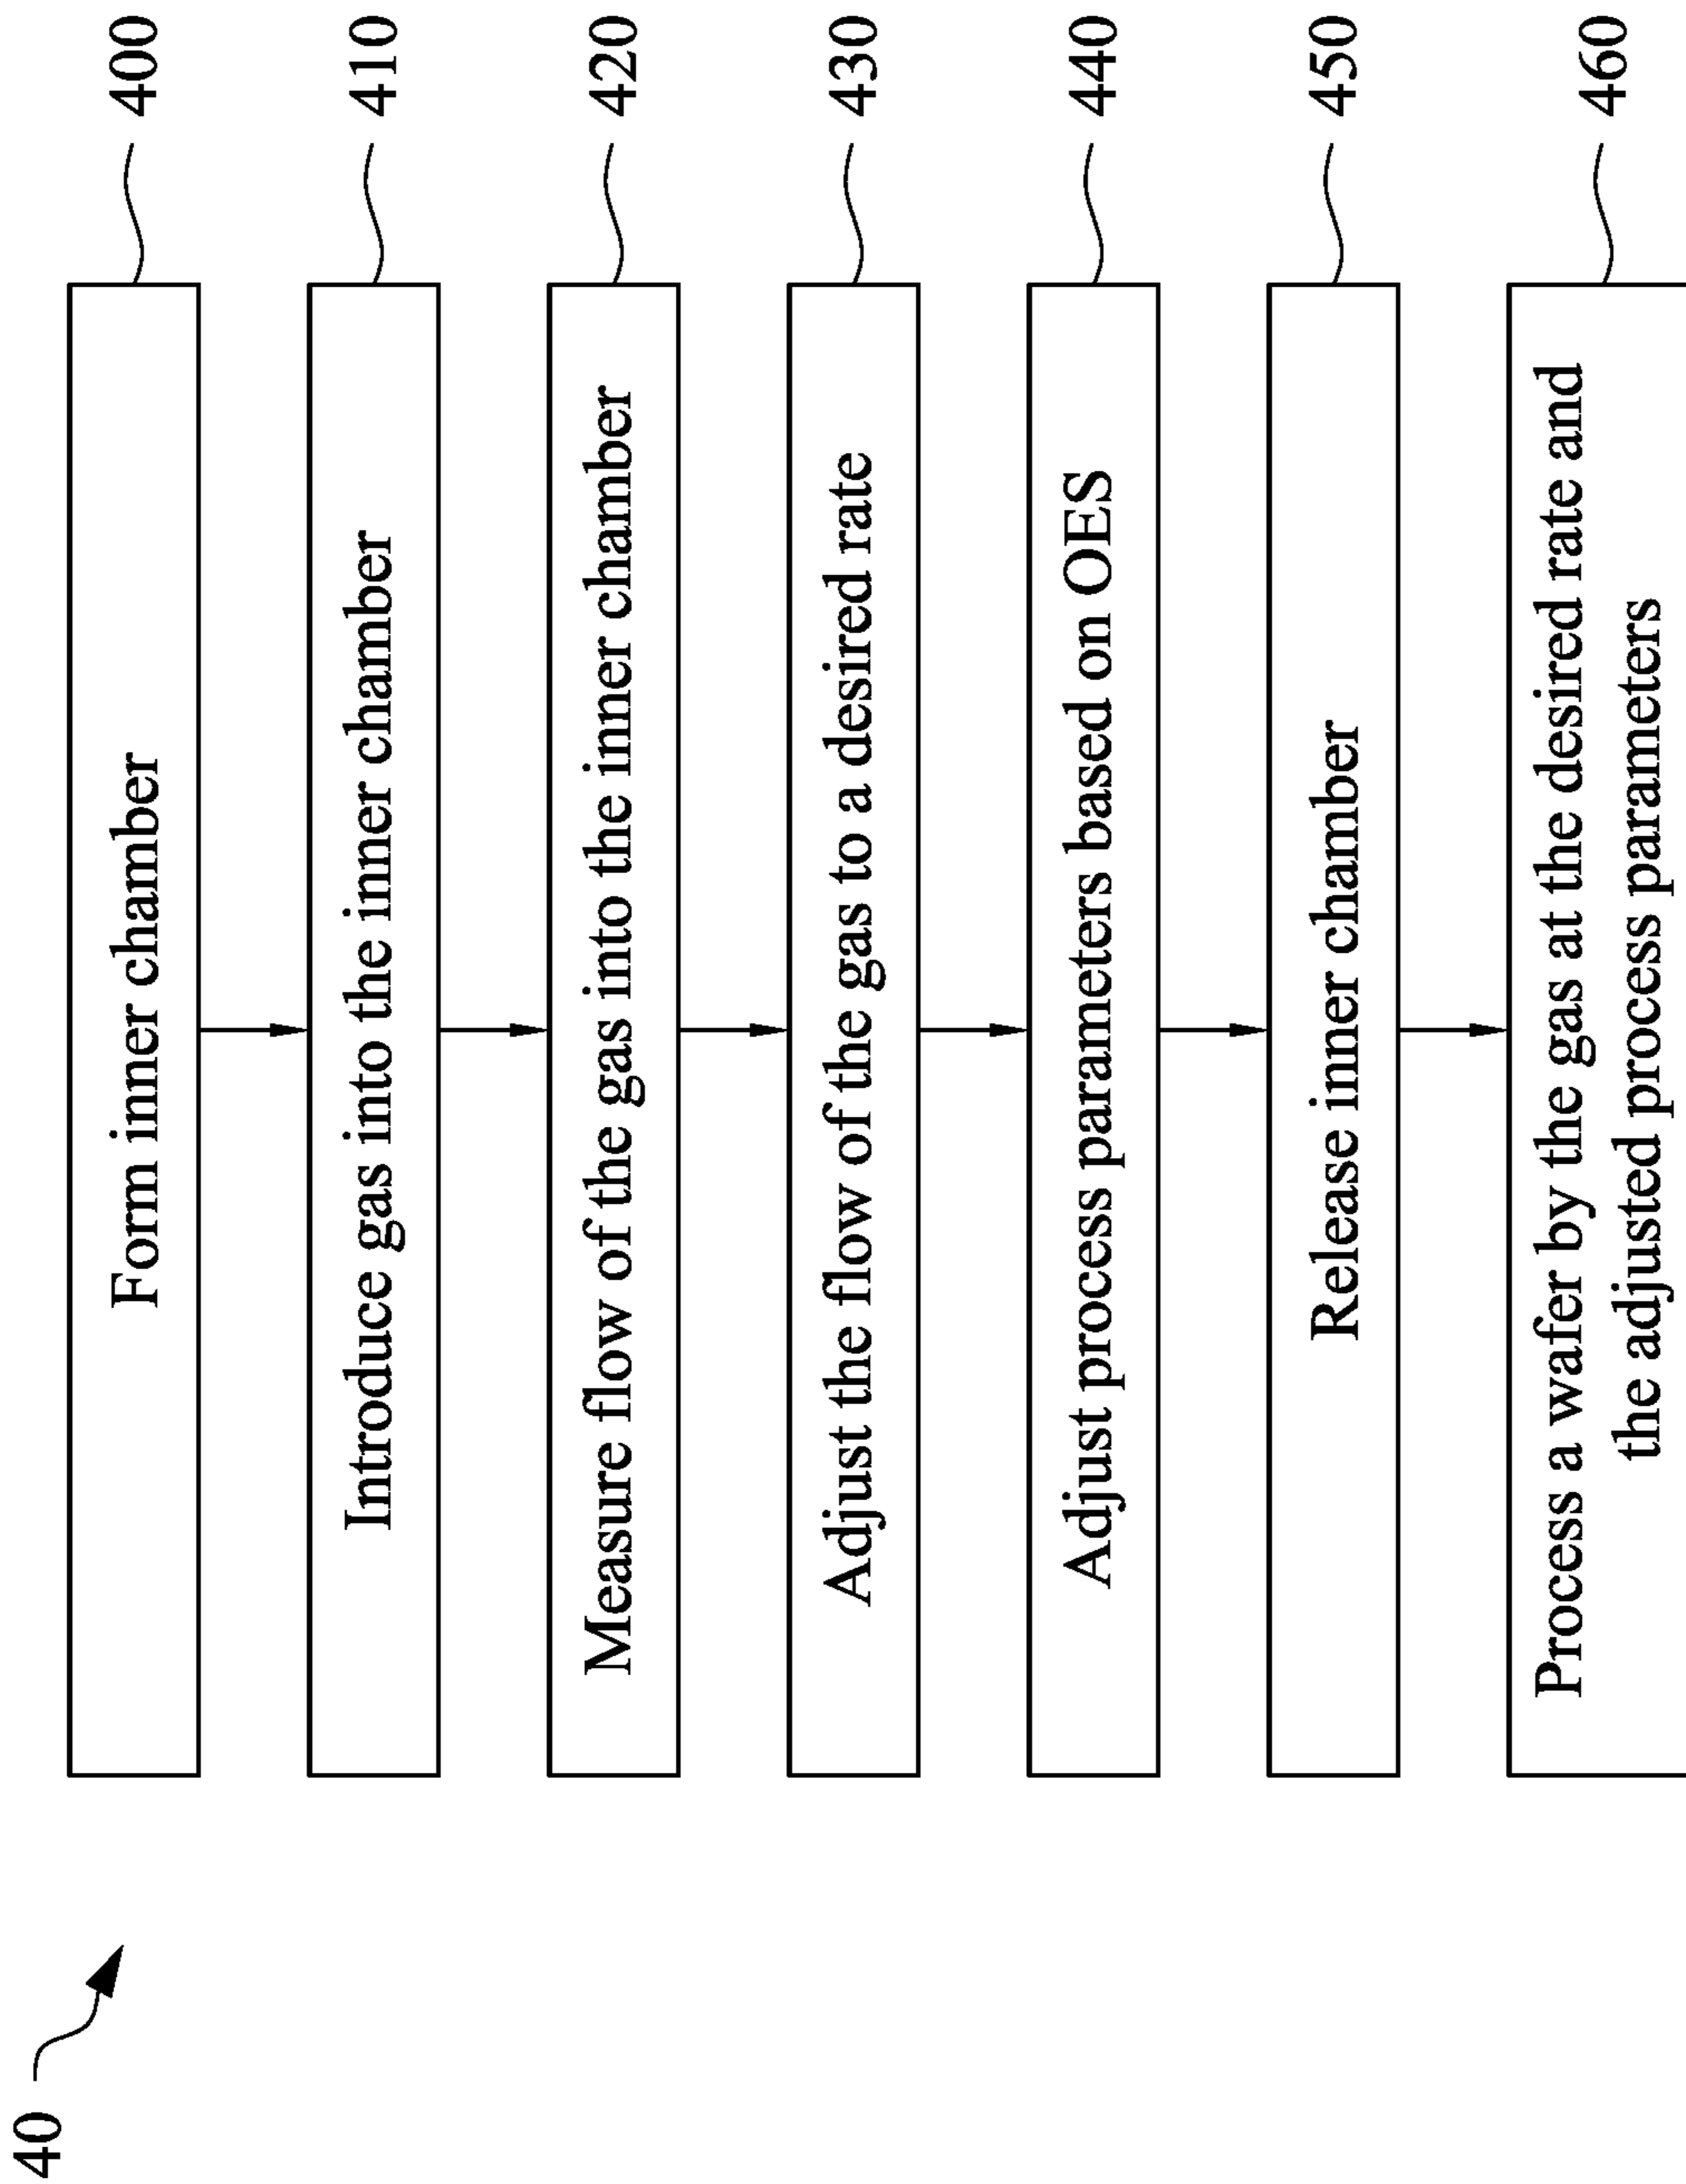 40
Form inner chamber
400
Introduce gas into the inner chamber
410
Measure flow of the gas into the inner chamber
420
Adjust the flow of the gas to a desired rate
430
Adjust process parameters based on OES
440
Release inner chamber
450
Process a wafer by the gas at the desired rate and
the adjusted process parameters
460